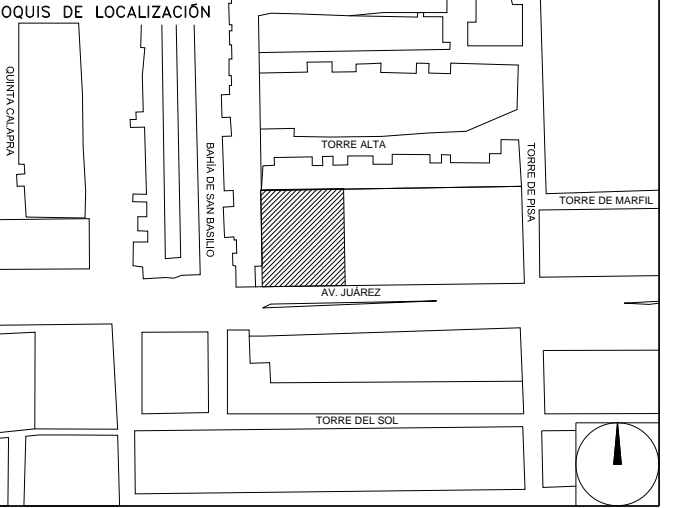 OQUIS DE LOCALIZACIÓN
QUINTA CALAPRA
BAHÍA DE SAN BASILIO
TORRE ALTA
TORRE DE PISA
TORRE DE MARFIL
AV. JUÁREZ
TORRE DEL SOL